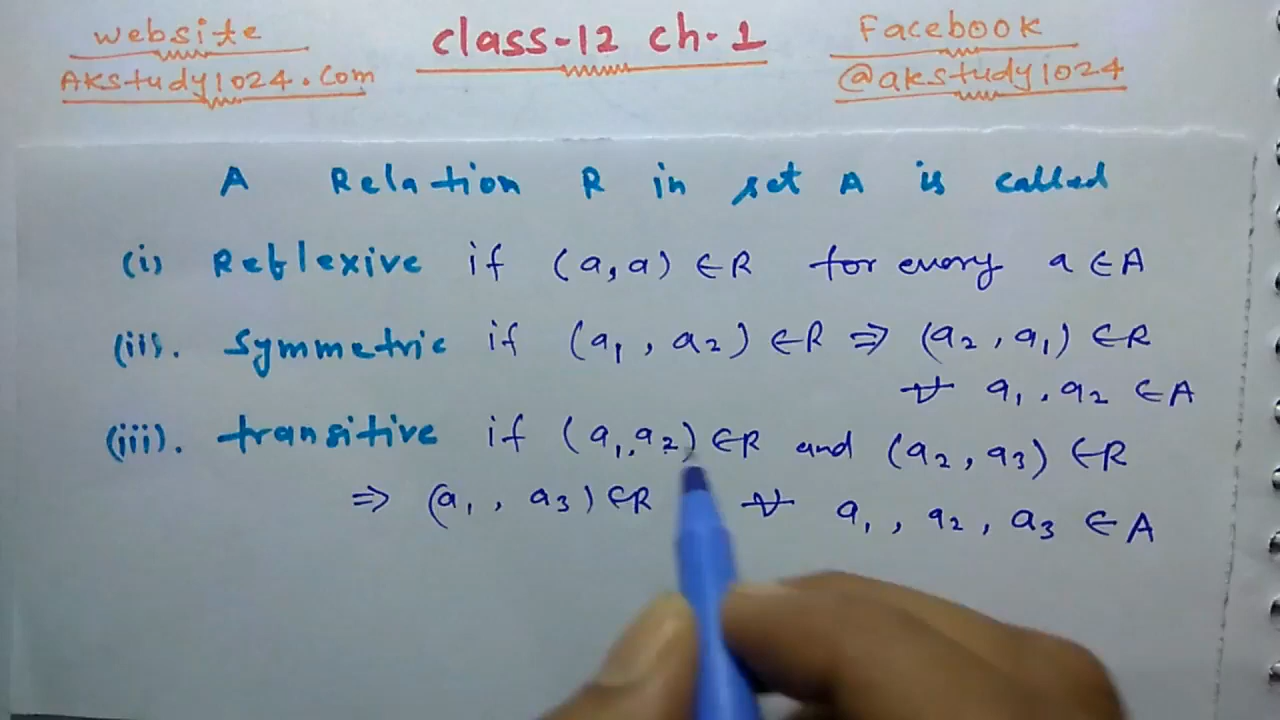 website
AKstudy1024.com
class-12 ch-1
Facebook
@akstudy1024
A Relation R in set A is called
(i) Reflexive if (a,a) ∈R for every a ∈A
(ii). symmetric if (a₁, a₂) ∈R ⇒ (a₂, a₁) ∈R
∀ a₁, a₂ ∈A
(iii). transitive if (a₁,a₂) ∈R and (a₂, a₃) ∈R
⇒ (a₁, a₃) ∈R ∀ a₁, a₂, a₃ ∈ A